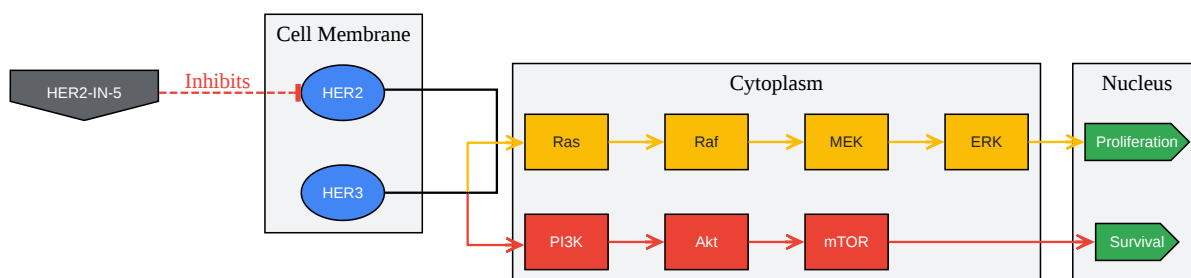 Cell Membrane
HER2-IN-5
Inhibits
HER2
HER3
Cytoplasm
Ras
Raf
MEK
ERK
PI3K
Akt
mTOR
Nucleus
Proliferation
Survival